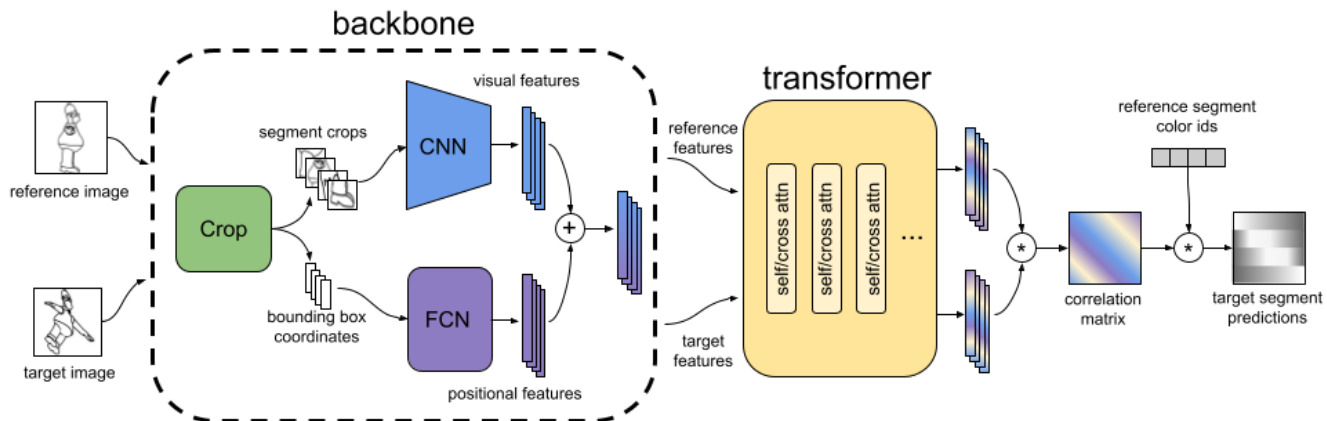 backbone
reference image
target image
Crop
segment crops
bounding box
coordinates
CNN
FCN
visual features
positional features
+
reference
features
target
features
transformer
self/cross attn
self/cross attn
self/cross attn
...
*
correlation
matrix
reference segment
color ids
*
target segment
predictions